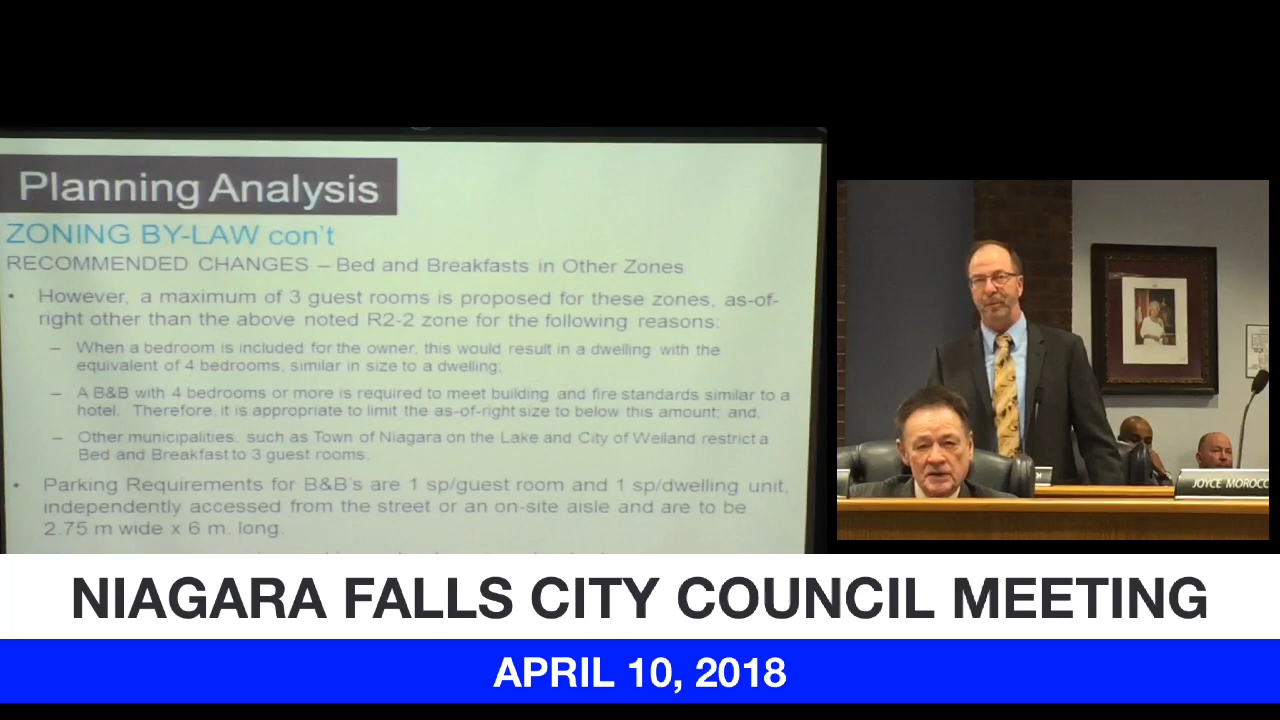 Planning Analysis
ZONING BY-LAW con't
RECOMMENDED CHANGES – Bed and Breakfasts in Other Zones
• However, a maximum of 3 guest rooms is proposed for these zones, as-of-
right other than the above noted R2-2 zone for the following reasons:
– When a bedroom is included for the owner, this would result in a dwelling with the
equivalent of 4 bedrooms, similar in size to a dwelling;
– A B&B with 4 bedrooms or more is required to meet building and fire standards similar to a
hotel. Therefore, it is appropriate to limit the as-of-right size to below this amount; and,
– Other municipalities, such as Town of Niagara on the Lake and City of Welland restrict a
Bed and Breakfast to 3 guest rooms.
• Parking Requirements for B&B's are 1 sp/guest room and 1 sp/dwelling unit,
independently accessed from the street or an on-site aisle and are to be
2.75 m wide x 6 m. long.
JOYCE MOROCC
NIAGARA FALLS CITY COUNCIL MEETING
APRIL 10, 2018